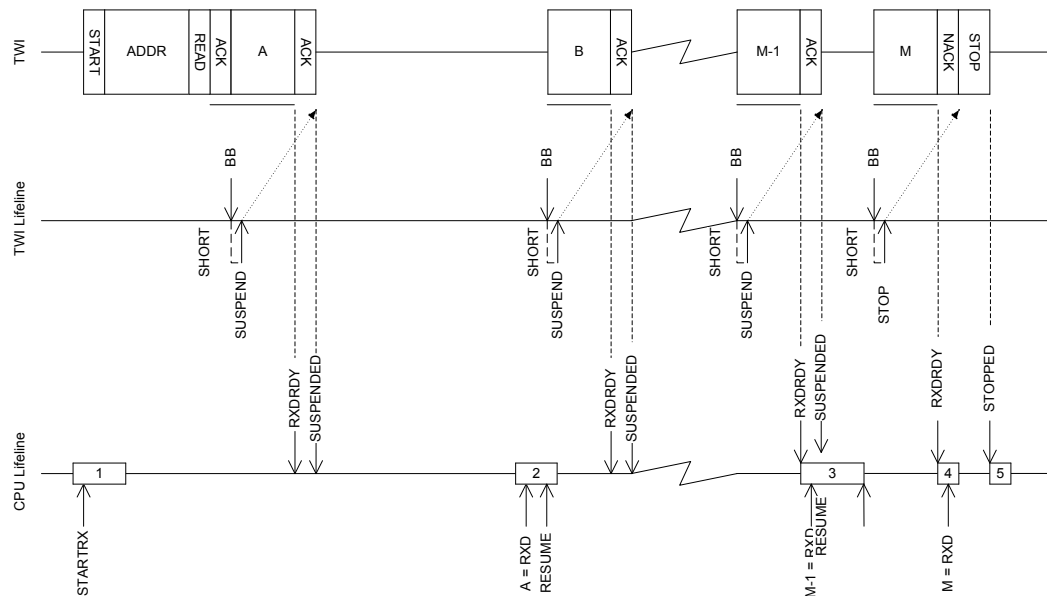 TWI
START
ADDR
READ
ACK
A
ACK
B
ACK
M-1
ACK
M
NACK
STOP
TWI Lifeline
BB
SHORT
SUSPEND
BB
SHORT
SUSPEND
BB
SHORT
SUSPEND
BB
SHORT
STOP
RXDRDY
SUSPENDED
RXDRDY
SUSPENDED
RXDRDY
SUSPENDED
RXDRDY
STOPPED
CPU Lifeline
1
2
3
4
5
STARTRX
A = RXD
RESUME
M-1 = RXD
RESUME
M = RXD